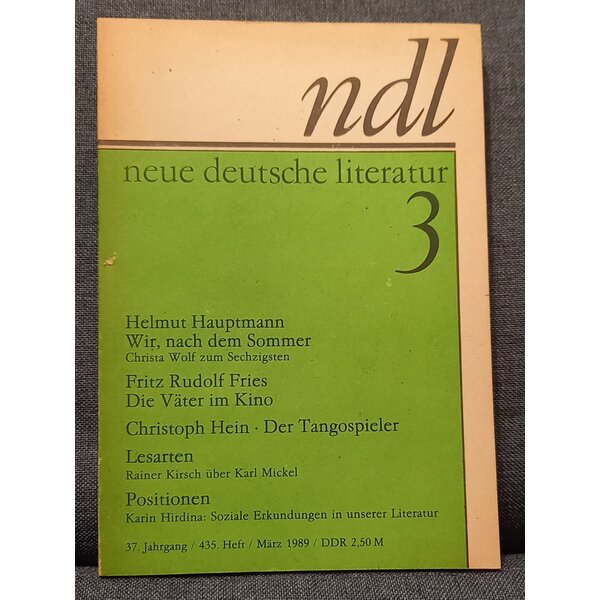 ndl
neue deutsche literatur
3
Helmut Hauptmann
Wir, nach dem Sommer
Christa Wolf zum Sechzigsten
Fritz Rudolf Fries
Die Väter im Kino
Christoph Hein · Der Tangospieler
Lesarten
Rainer Kirsch über Karl Mickel
Positionen
Karin Hirdina: Soziale Erkundungen in unserer Literatur
37. Jahrgang / 435. Heft / März 1989 / DDR 2,50 M